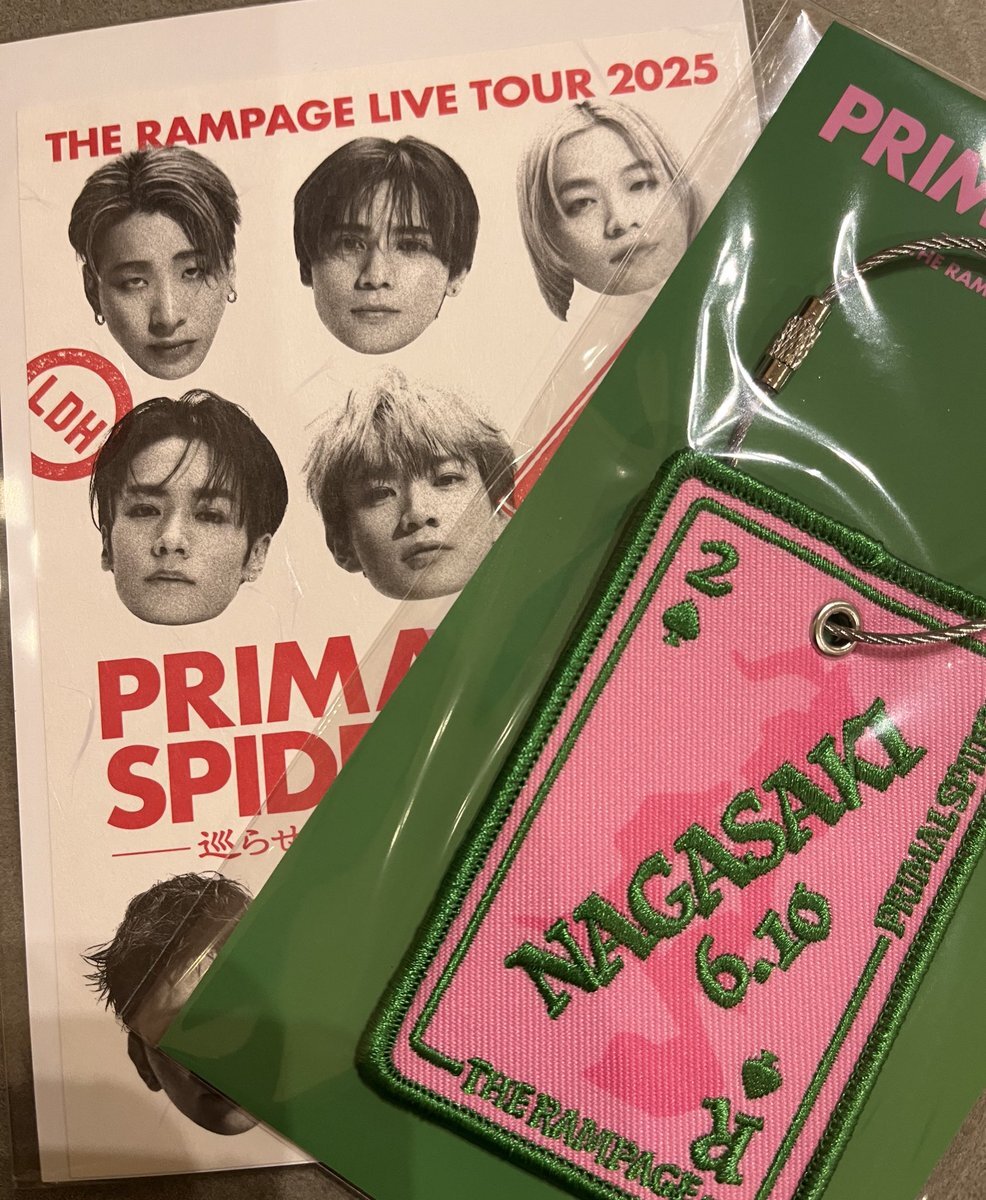 THE RAMPAGE LIVE TOUR 2025
LDH
PRIMA
SPID
巡らせ
PRIM
THE RAM
2
NAGASAKI
6.10
PRIMAL SPIDE
THE RAMPAGE
R